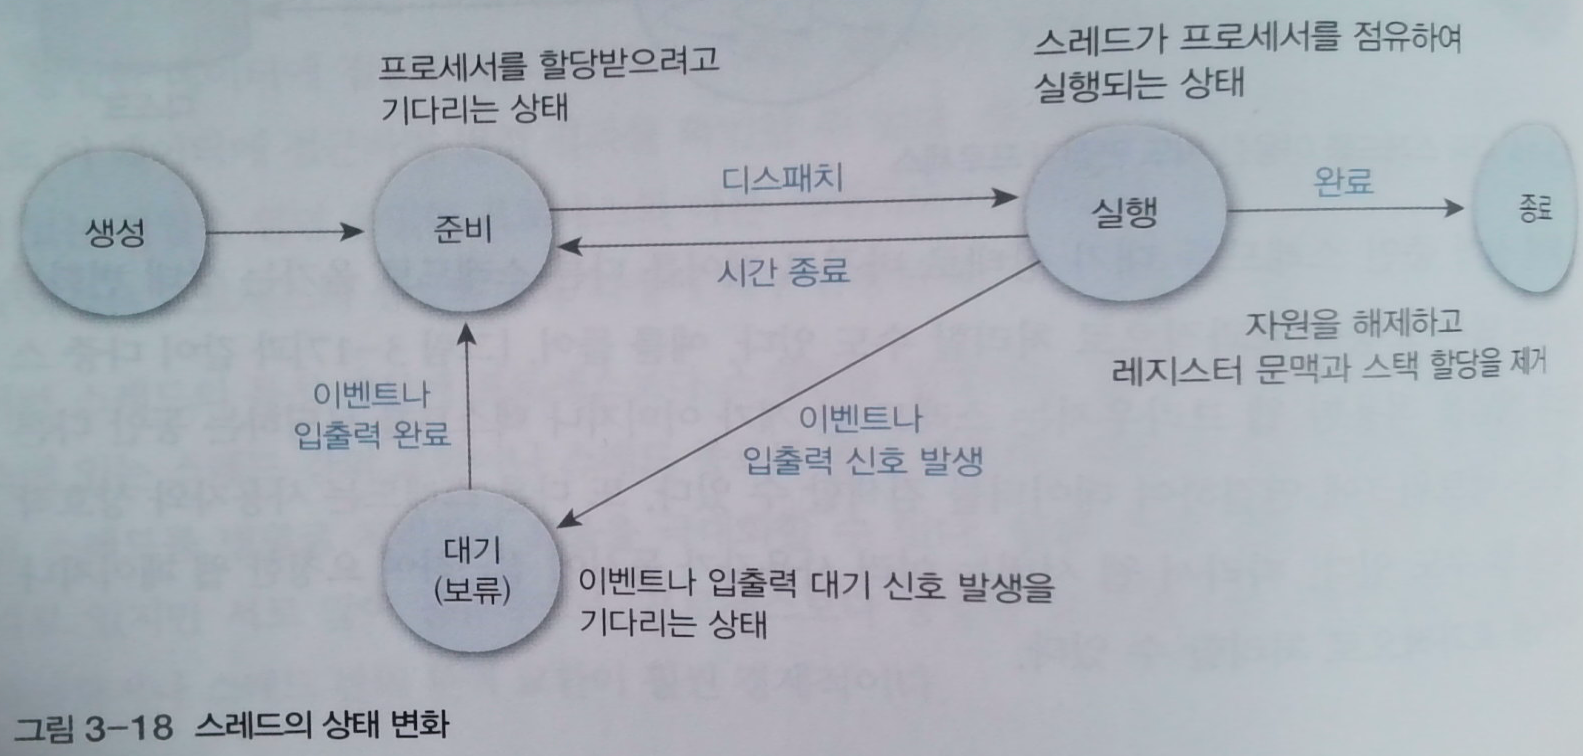 프로세서를 할당받으려고
기다리는 상태
스레드가 프로세서를 점유하여
실행되는 상태
생성
준비
디스패치
시간 종료
실행
완료
종료
자원을 해제하고
레지스터 문맥과 스택 할당을 제거
이벤트나
입출력 완료
이벤트나
입출력 신호 발생
대기
(보류)
이벤트나 입출력 대기 신호 발생을
기다리는 상태
그림 3-18 스레드의 상태 변화